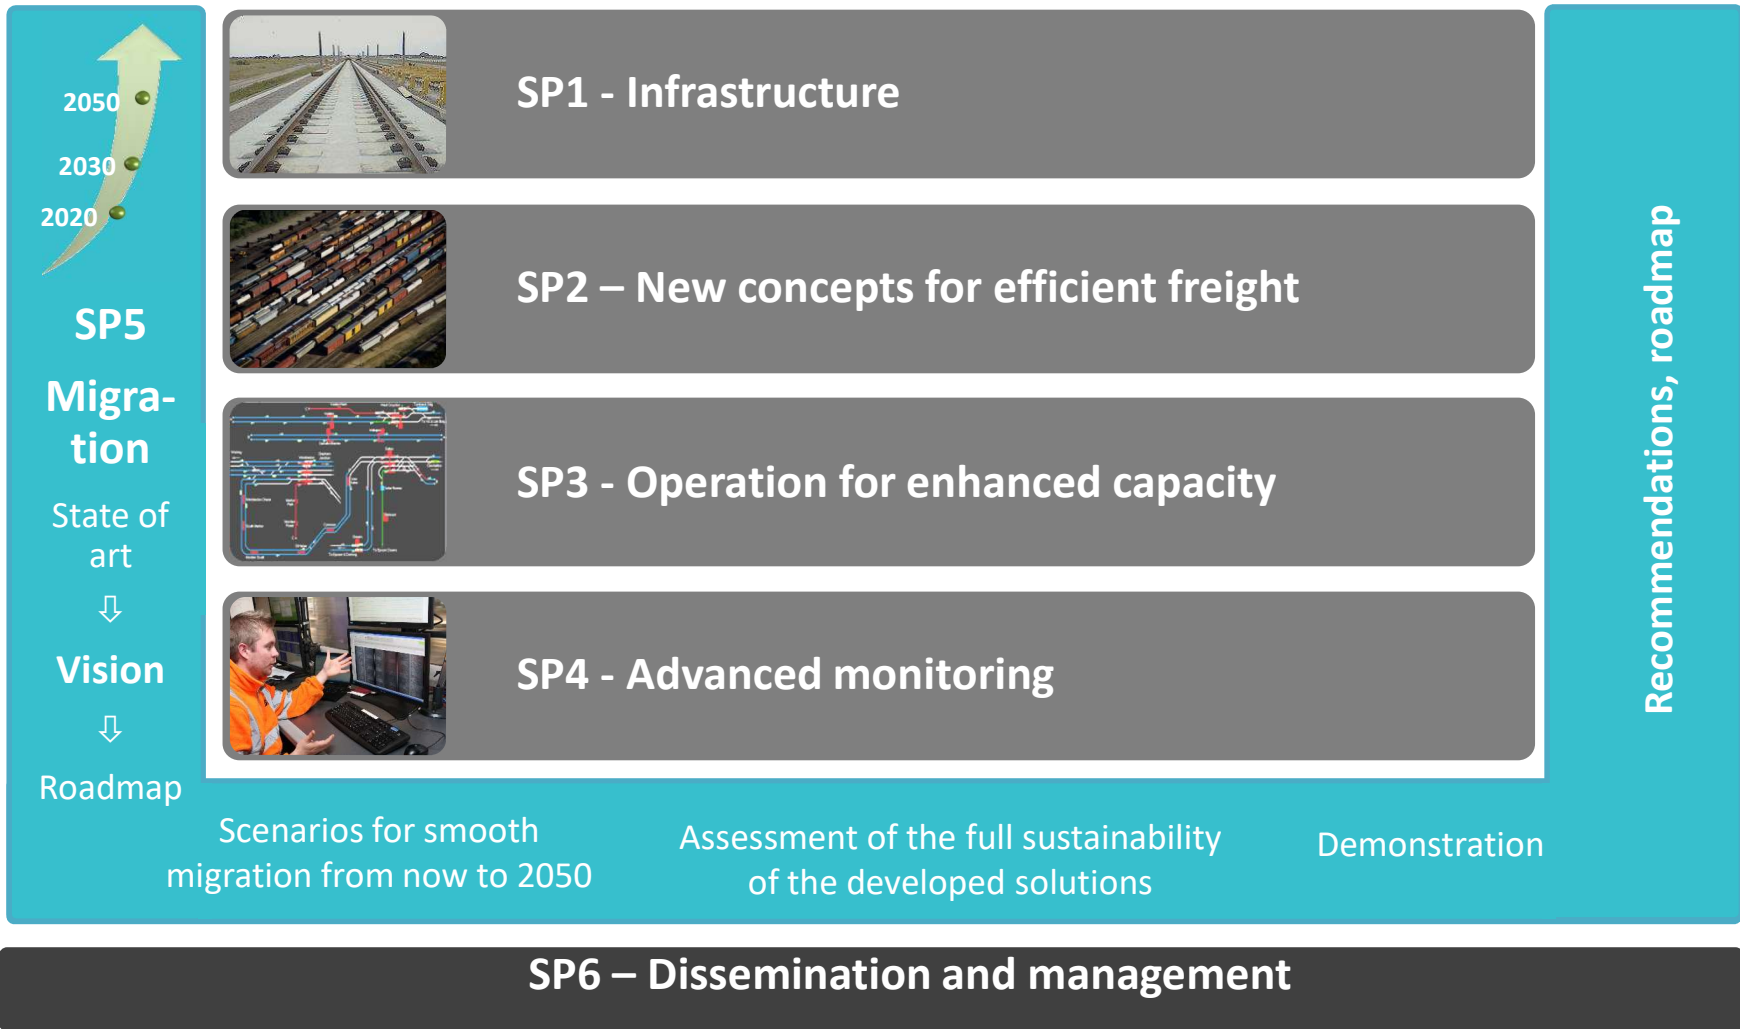 2050
2030
2020
SP5
Migra-
tion
State of
art
⇩
Vision
⇩
Roadmap
SP1 - Infrastructure
SP2 – New concepts for efficient freight
SP3 - Operation for enhanced capacity
SP4 - Advanced monitoring
Recommendations, roadmap
Scenarios for smooth
migration from now to 2050
Assessment of the full sustainability
of the developed solutions
Demonstration
SP6 – Dissemination and management